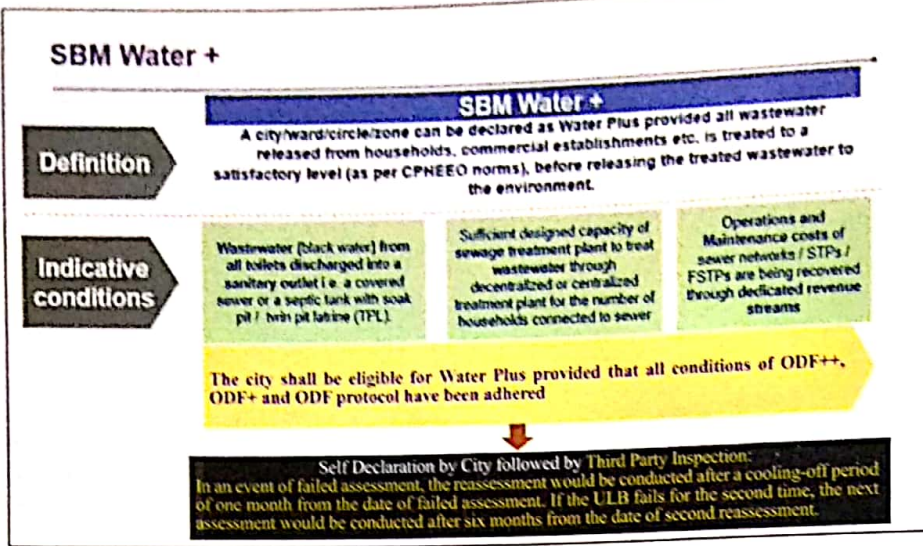 SBM Water +
SBM Water +
Definition
A city/ward/circle/zone can be declared as Water Plus provided all wastewater
released from households, commercial establishments etc. is treated to a
satisfactory level (as per CPHEEO norms), before releasing the treated wastewater to
the environment.
Indicative
conditions
Wastewater (black water) from
all toilets discharged into a
sanitary outlet i.e. a covered
sewer or a septic tank with soak
pit / twin pit latrine (TPL).
Sufficient designed capacity of
sewage treatment plant to treat
wastewater through
decentralized or centralized
treatment plant for the number of
households connected to sewer
Operations and
Maintenance costs of
sewer networks / STPs /
FSTPs are being recovered
through dedicated revenue
streams
The city shall be eligible for Water Plus provided that all conditions of ODF++,
ODF+ and ODF protocol have been adhered
Self Declaration by City followed by Third Party Inspection:
In an event of failed assessment, the reassessment would be conducted after a cooling-off period
of one month from the date of failed assessment. If the ULB fails for the second time, the next
assessment would be conducted after six months from the date of second reassessment.